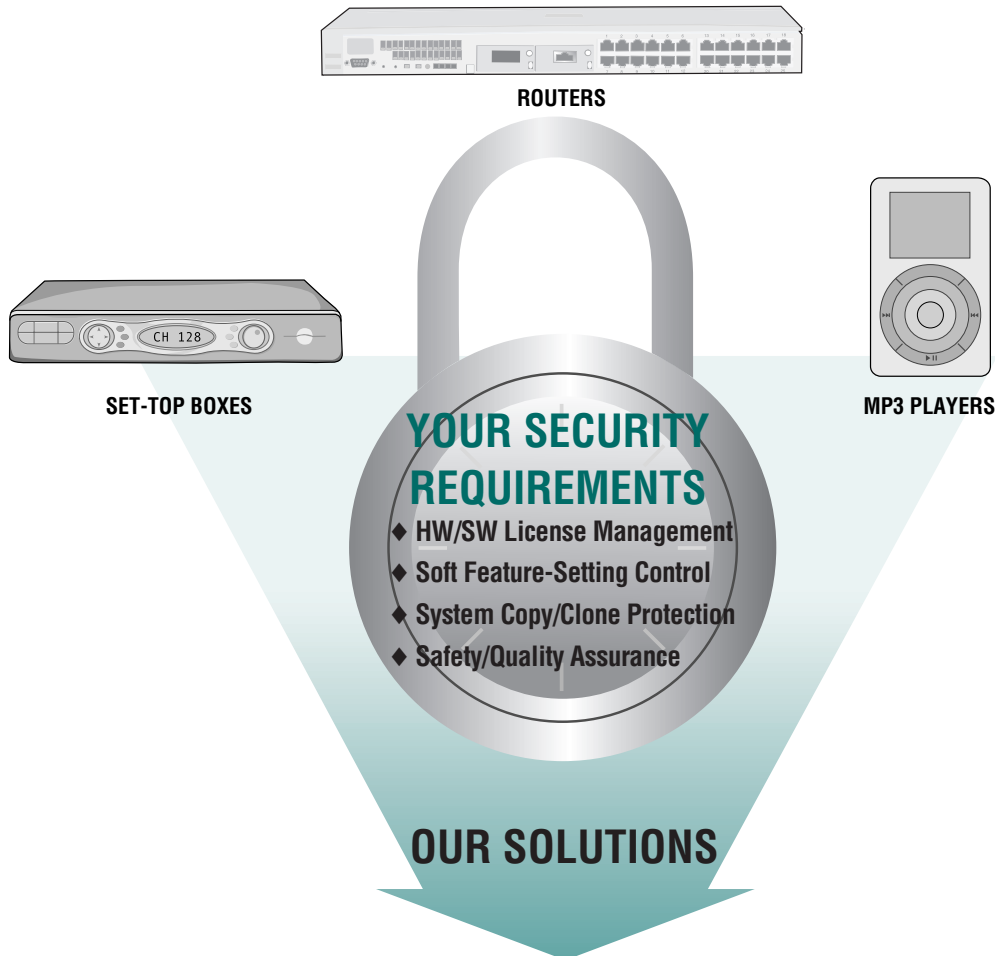 ROUTERS
CH 128
SET-TOP BOXES
MP3 PLAYERS
YOUR SECURITY
REQUIREMENTS
◆ HW/SW License Management
◆ Soft Feature-Setting Control
◆ System Copy/Clone Protection
◆ Safety/Quality Assurance
OUR SOLUTIONS